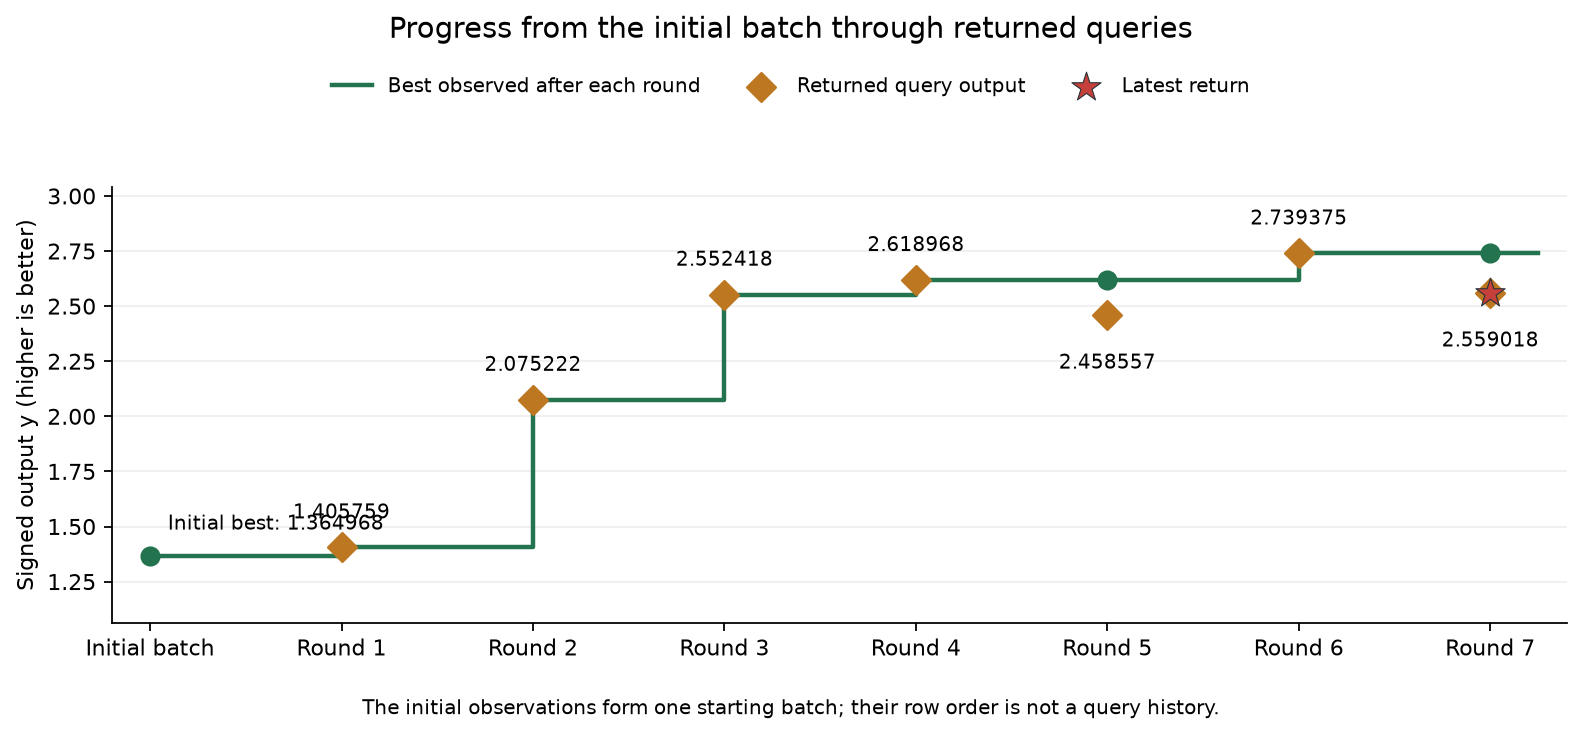 Progress from the initial batch through returned queries
Best observed after each round
Returned query output
Latest return
Signed output y (higher is better)
3.00
2.75
2.50
2.25
2.00
1.75
1.50
1.25
Initial best: 1.364968
1.405759
2.075222
2.552418
2.618968
2.458557
2.739375
2.559018
Initial batch
Round 1
Round 2
Round 3
Round 4
Round 5
Round 6
Round 7
The initial observations form one starting batch; their row order is not a query history.